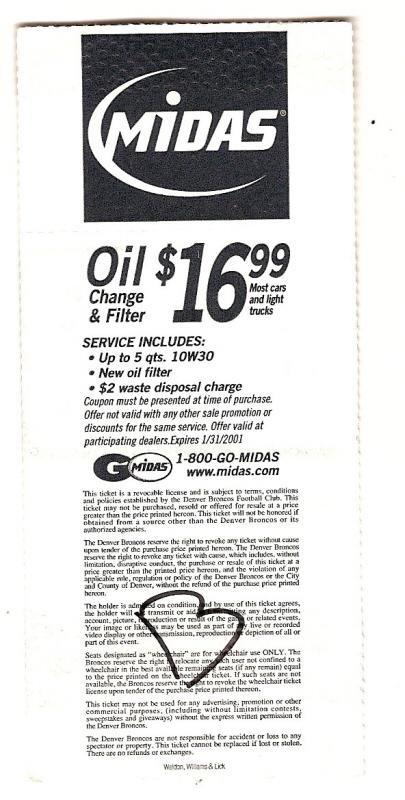 MIDAS®
Oil $16.99
Change
& Filter
Most cars
and light
trucks
SERVICE INCLUDES:
• Up to 5 qts. 10W30
• New oil filter
• $2 waste disposal charge
Coupon must be presented at time of purchase.
Offer not valid with any other sale promotion or
discounts for the same service. Offer valid at
participating dealers.Expires 1/31/2001
GO MIDAS 1-800-GO-MIDAS
www.midas.com
This ticket is a revocable license and is subject to terms, conditions
and policies established by the Denver Broncos Football Club. This
ticket may not be purchased, resold or offered for resale at a price
greater than the price printed hereon. This ticket will not be honored if
obtained from a source other than the Denver Broncos or its
authorized agencies.
The Denver Broncos reserve the right to revoke any ticket without cause
upon tender of the purchase price printed hereon. The Denver Broncos
reserve the right to revoke any ticket with cause, which includes, without
limitation, disruptive conduct, the purchase or resale of this ticket at a
price greater than the printed price hereon, and the violation of any
applicable role, regulation or policy of the Denver Broncos or the City
and County of Denver, without the refund of the purchase price printed
hereon.
The holder is admitted on condition, and by use of this ticket agrees,
the holder will transmit or any description,
account, picture, reproduction or result of the game or related events.
Your image or likeness may be used as part of any live or recorded
video display or other transmission, reproduction or depiction of all or
part of this event.
Seats designated as "wheelchair" are for wheelchair use ONLY. The
Broncos reserve the right to relocate any such user not confined to a
wheelchair in the best available remaining seats (if any remain) equal
to the price printed on the wheelchair ticket. If such seats are not
available, the Broncos reserve the right to revoke the wheelchair ticket
license upon tender of the purchase price printed thereon.
This ticket may not be used for any advertising, promotion or other
commercial purposes, (including without limitation contests,
sweepstakes and giveaways) without the express written permission of
the Denver Broncos.
The Denver Broncos are not responsible for accident or loss to any
spectator or property. This ticket cannot be replaced if lost or stolen.
There are no refunds or exchanges.
Weldon, Williams & Lick